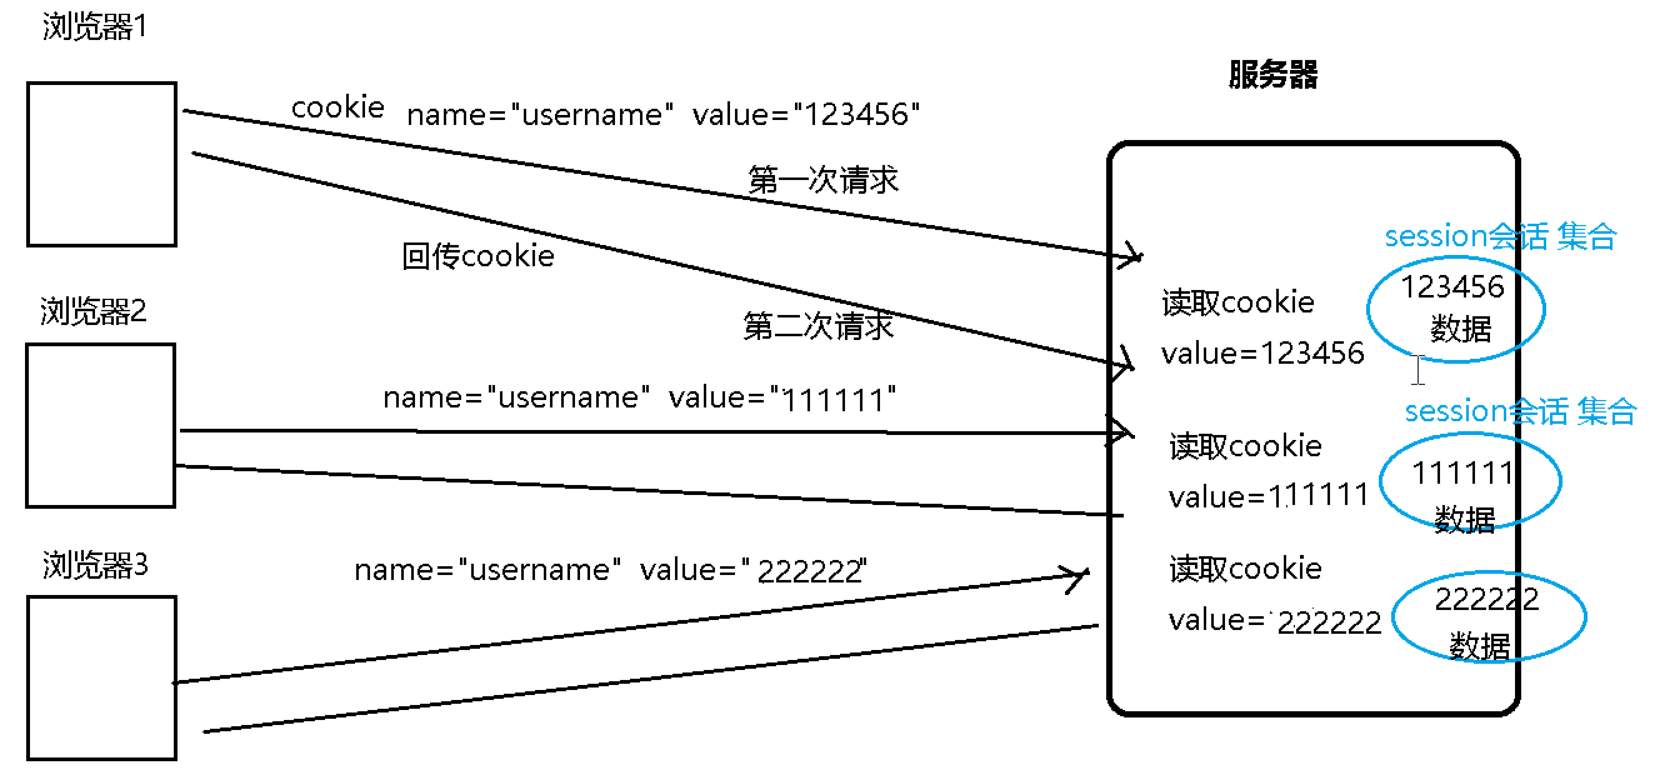 浏览器1
服务器
cookie name="username" value="123456"
第一次请求
回传cookie
第二次请求
session会话 集合
123456
数据
读取cookie
value=123456
浏览器2
name="username" value="111111"
session会话 集合
读取cookie
value=111111
111111
数据
浏览器3
name="username" value="222222"
读取cookie
value=222222
222222
数据